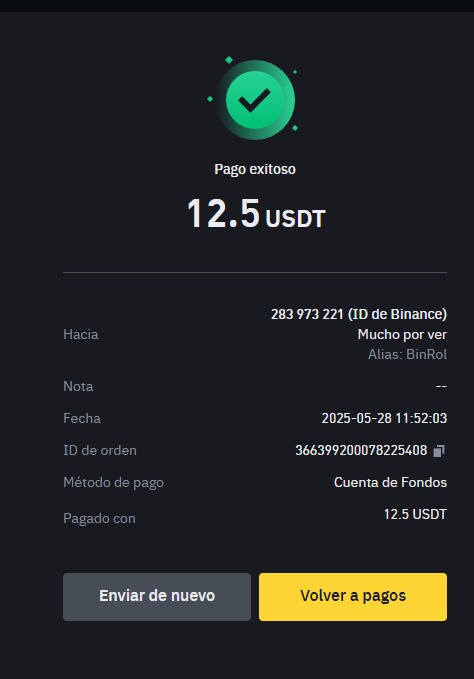 Pago exitoso
12.5 USDT
283 973 221 (ID de Binance)
Hacia
Mucho por ver
Alias: BinRol
Nota
--
Fecha
2025-05-28 11:52:03
ID de orden
366399200078225408
Método de pago
Cuenta de Fondos
Pagado con
12.5 USDT
Enviar de nuevo
Volver a pagos